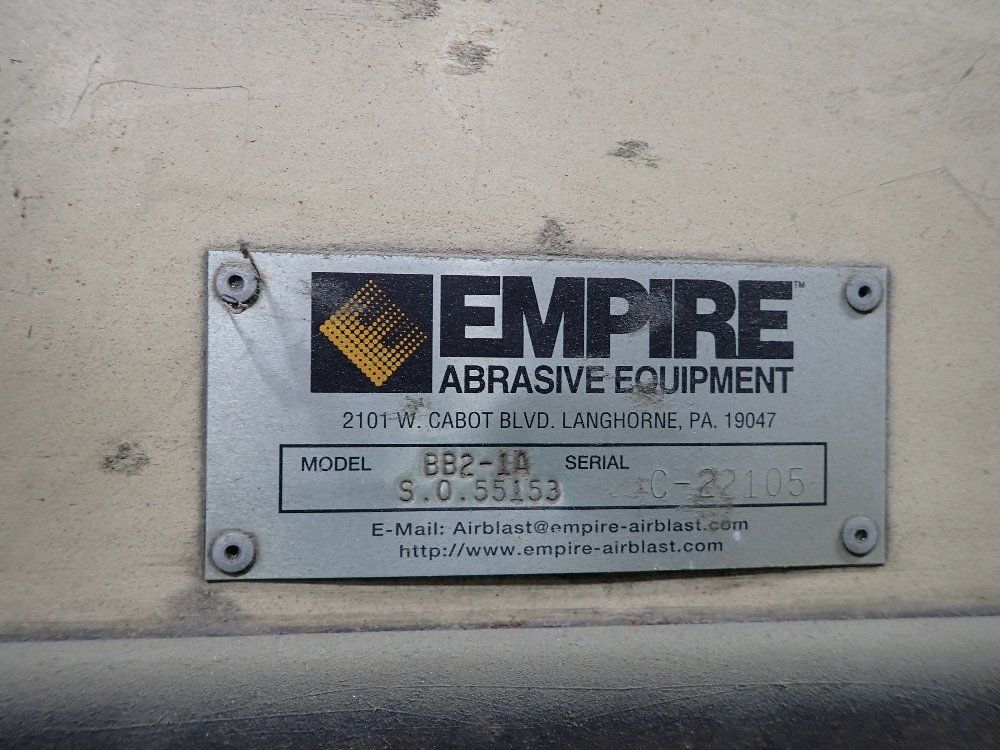 EMPIRE™
ABRASIVE EQUIPMENT
2101 W. CABOT BLVD. LANGHORNE, PA. 19047
MODEL BB2-1A SERIAL C-22105
S.O.55153
E-Mail: Airblast@empire-airblast.com
http://www.empire-airblast.com